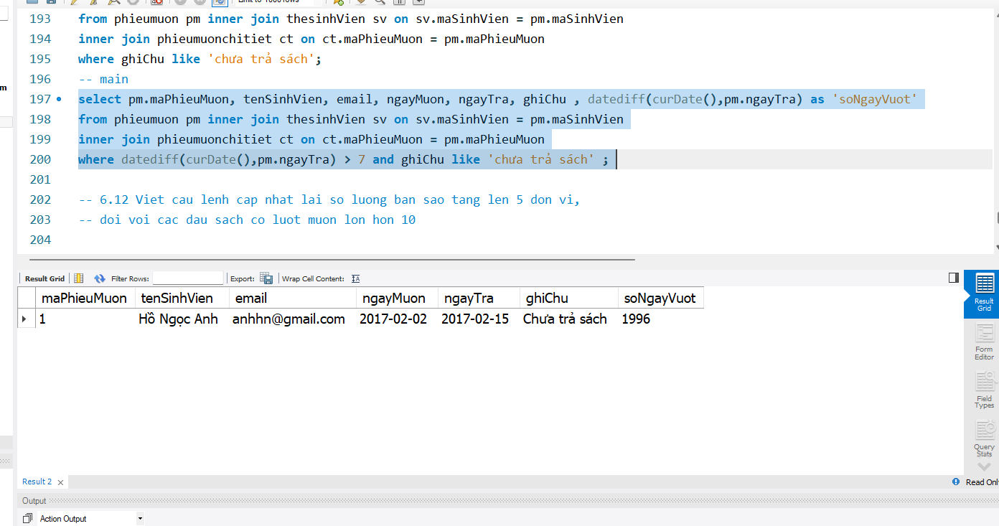 193 from phieumuon pm inner join thesinhVien sv on sv.maSinhVien = pm.maSinhVien
194 inner join phieumuonchitiet ct on ct.maPhieuMuon = pm.maPhieuMuon
195 where ghiChu like 'chưa trả sách';
m
196 -- main
197 select pm.maPhieuMuon, tenSinhVien, email, ngayMuon, ngayTra, ghiChu , datediff(curDate(),pm.ngayTra) as 'soNgayVuot'
198 from phieumuon pm inner join thesinhVien sv on sv.maSinhVien = pm.maSinhVien
199 inner join phieumuonchitiet ct on ct.maPhieuMuon = pm.maPhieuMuon
200 where datediff(curDate(),pm.ngayTra) > 7 and ghiChu like 'chưa trả sách' ;
201
202 -- 6.12 Viet cau lenh cap nhat lai so luong ban sao tang len 5 don vi,
203 -- doi voi cac dau sach co luot muon lon hon 10
204
Result Grid Filter Rows: Export: Wrap Cell Content:
maPhieuMuon tenSinhVien email ngayMuon ngayTra ghiChu soNgayVuot
1 Hồ Ngọc Anh anhhn@gmail.com 2017-02-02 2017-02-15 Chưa trả sách 1996
Result
Grid
Form
Editor
Field
Types
Query
Stats
Result 2
Read Onl
Output
Action Output